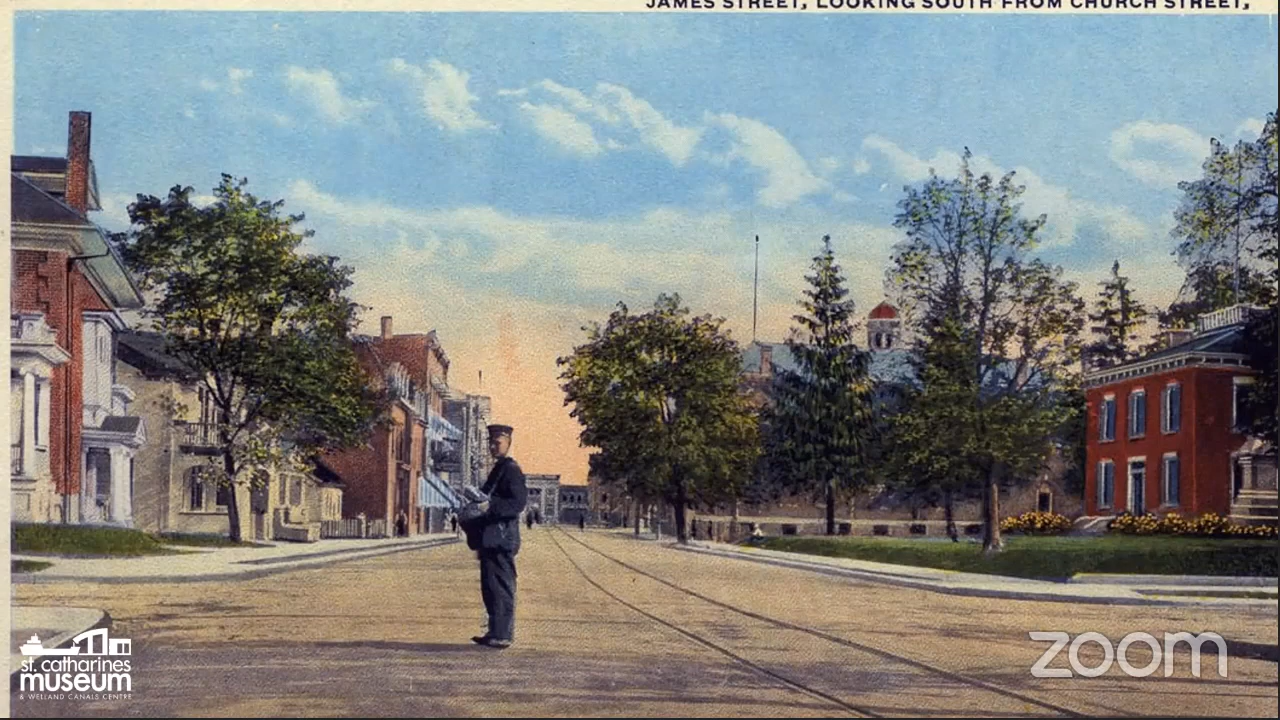 JAMES STREET, LOOKING SOUTH FROM CHURCH STREET,
st. catharines
museum
& WELLAND CANALS CENTRE
zoom